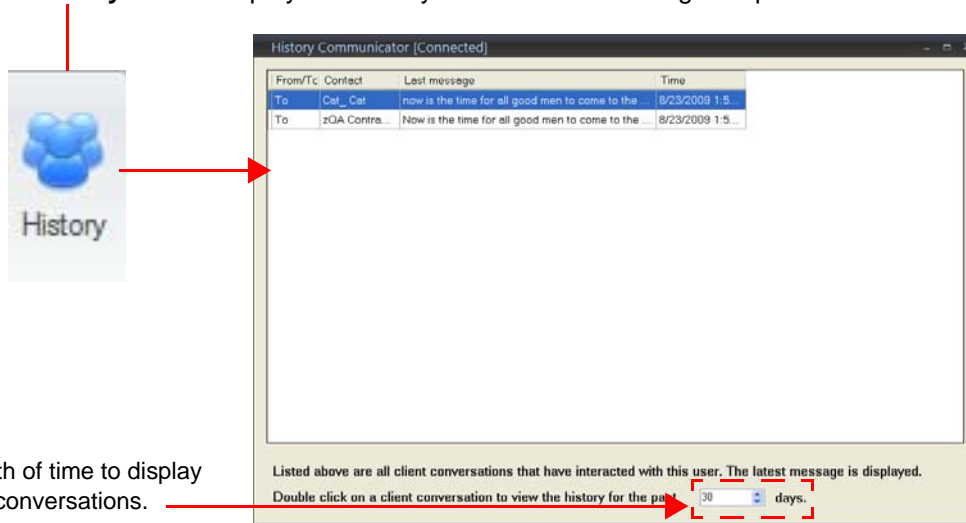 History Communicator [Connected]
From/Tc Contact Last message Time
To Cat_ Cat now is the time for all good men to come to the ... 8/23/2009 1:5...
To zQA Contra... Now is the time for all good men to come to the ... 8/23/2009 1:5...
History
th of time to display
conversations.
Listed above are all client conversations that have interacted with this user. The latest message is displayed.
Double click on a client conversation to view the history for the past 30 days.